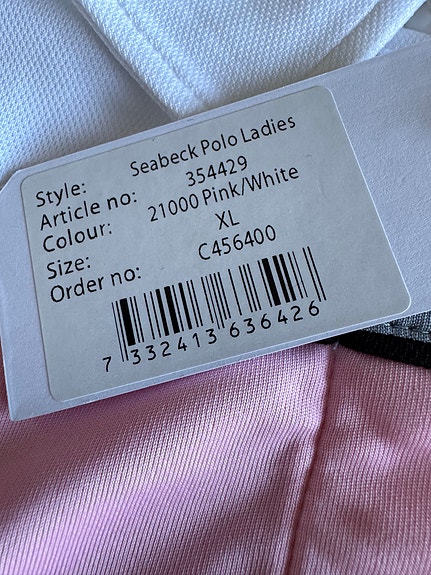 Style: Seabeck Polo Ladies
Article no: 354429
Colour: 21000 Pink/White
Size: XL
Order no: C456400
7 332413 636426